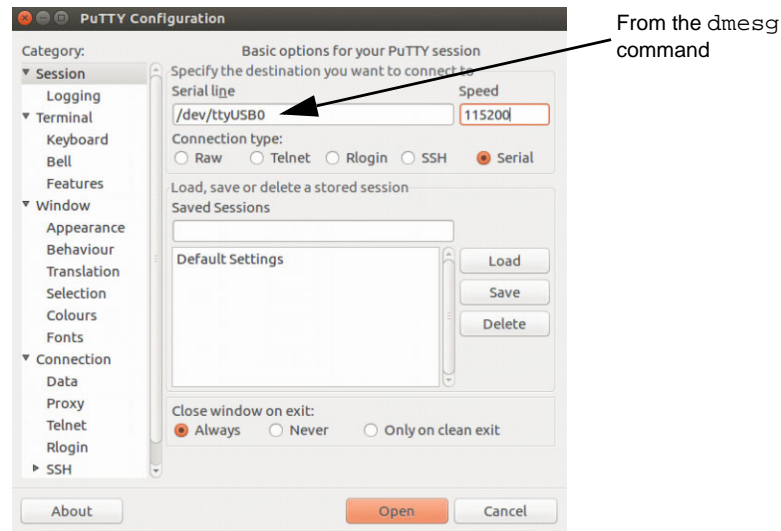 PuTTY Configuration
From the dmesg
command
Category:
Basic options for your PuTTY session
Session
Logging
Terminal
Keyboard
Bell
Features
Window
Appearance
Behaviour
Translation
Selection
Colours
Fonts
Connection
Data
Proxy
Telnet
Rlogin
SSH
Specify the destination you want to connect to
Serial line Speed
/dev/ttyUSB0 115200
Connection type:
Raw Telnet Rlogin SSH Serial
Load, save or delete a stored session
Saved Sessions
Default Settings
Load
Save
Delete
Close window on exit:
Always Never Only on clean exit
About Open Cancel